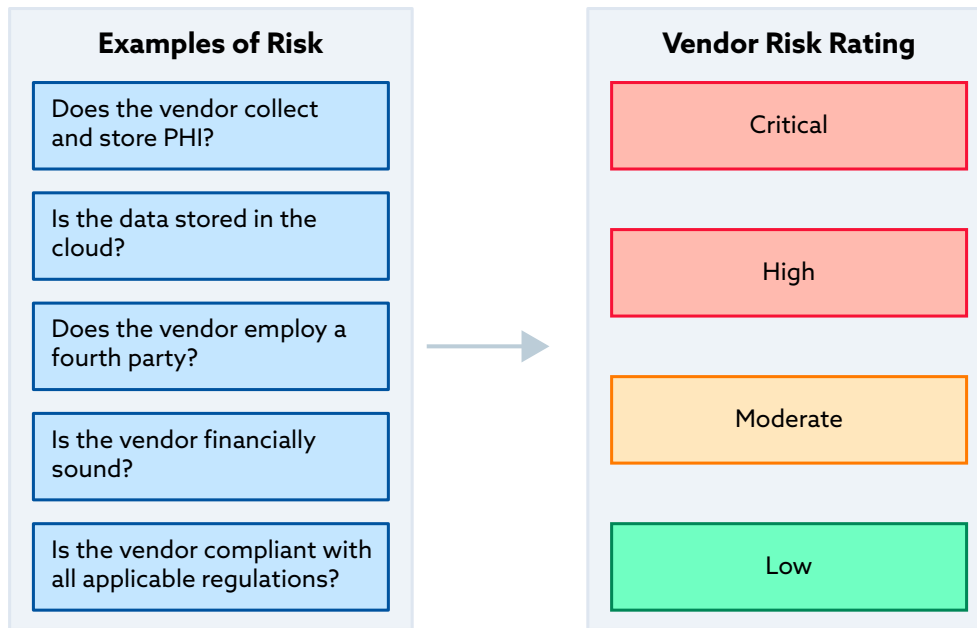 Examples of Risk
Does the vendor collect
and store PHI?
Is the data stored in the
cloud?
Does the vendor employ a
fourth party?
Is the vendor financially
sound?
Is the vendor compliant with
all applicable regulations?
Vendor Risk Rating
Critical
High
Moderate
Low